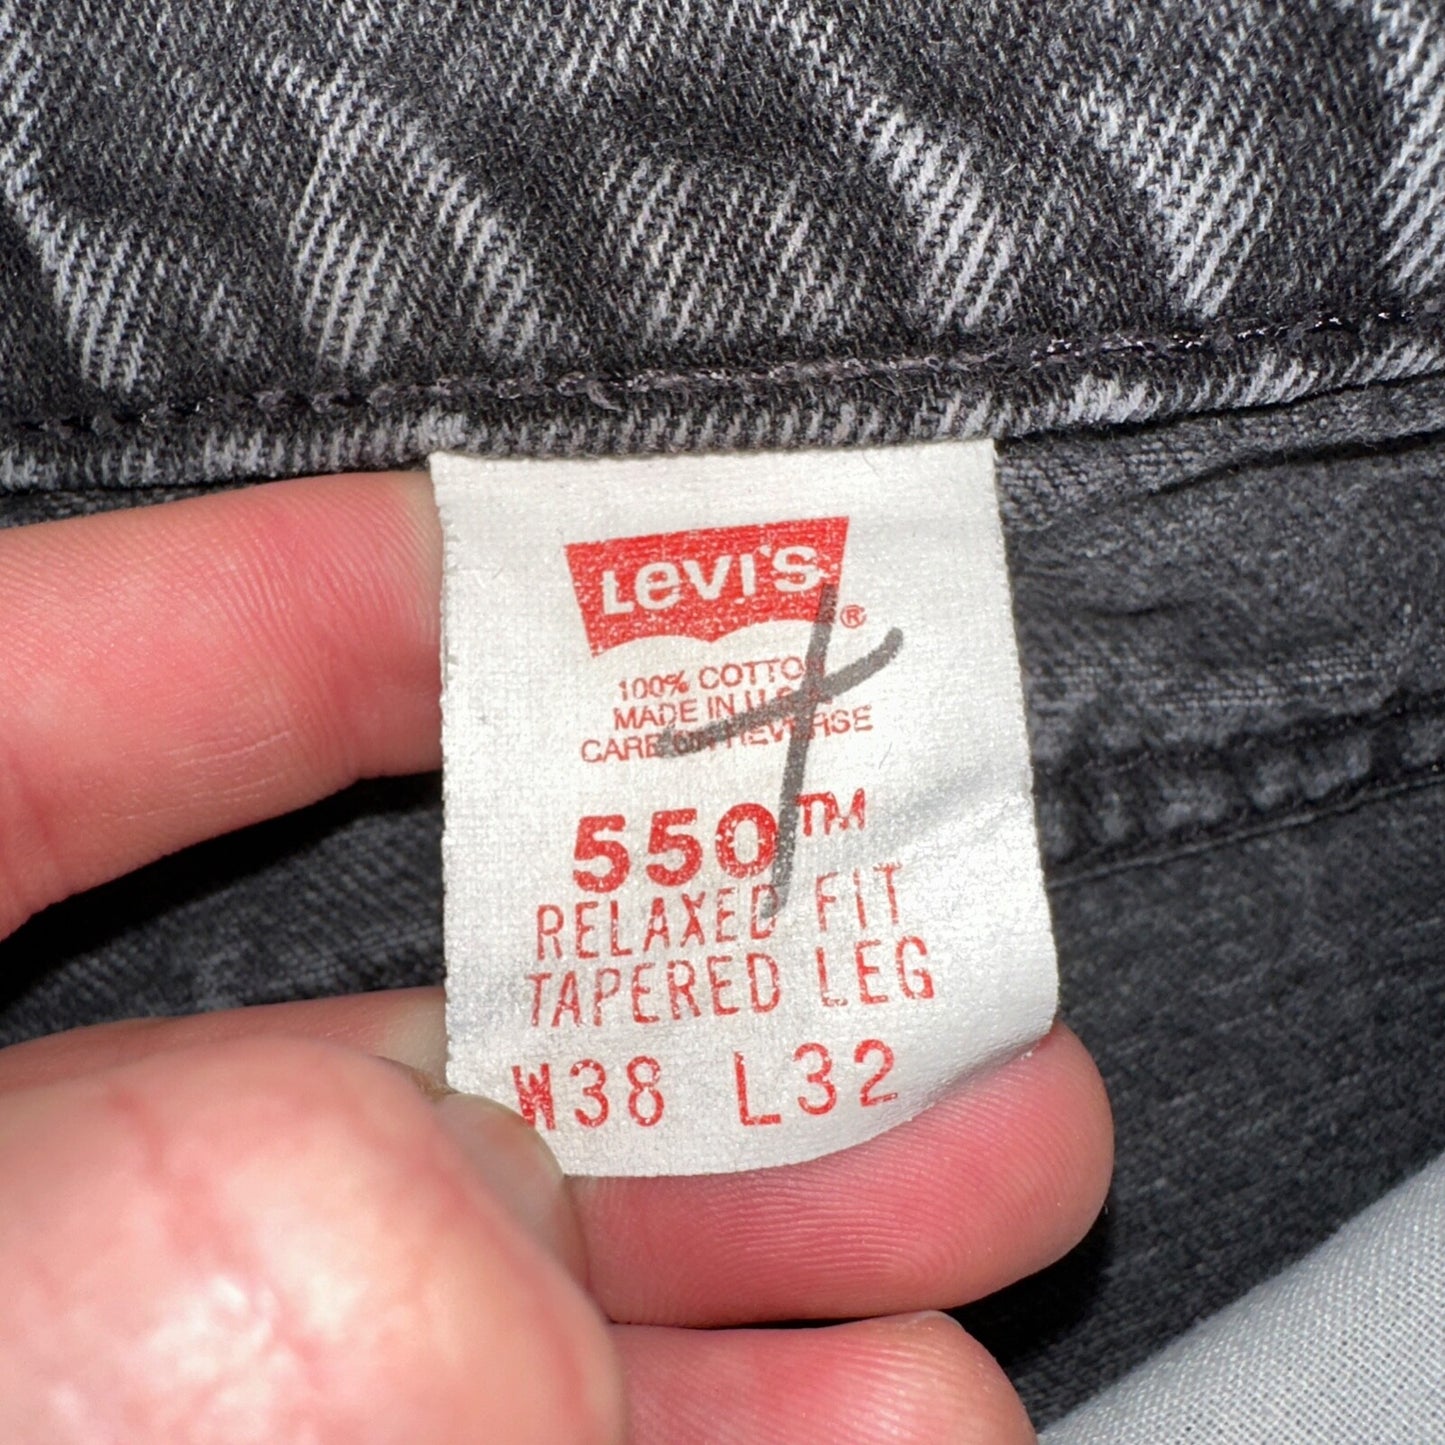 Levi's ®
100% COTTON
MADE IN U.S.A.
CARE ON REVERSE
550™
RELAXED FIT
TAPERED LEG
W38 L32